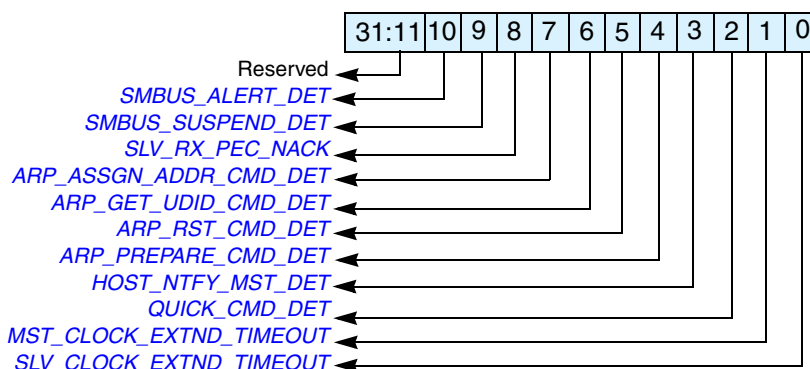 31:11 10 9 8 7 6 5 4 3 2 1 0
Reserved
SMBUS_ALERT_DET
SMBUS_SUSPEND_DET
SLV_RX_PEC_NACK
ARP_ASSGN_ADDR_CMD_DET
ARP_GET_UDID_CMD_DET
ARP_RST_CMD_DET
ARP_PREPARE_CMD_DET
HOST_NTFY_MST_DET
QUICK_CMD_DET
MST_CLOCK_EXTND_TIMEOUT
SLV_CLOCK_EXTND_TIMEOUT